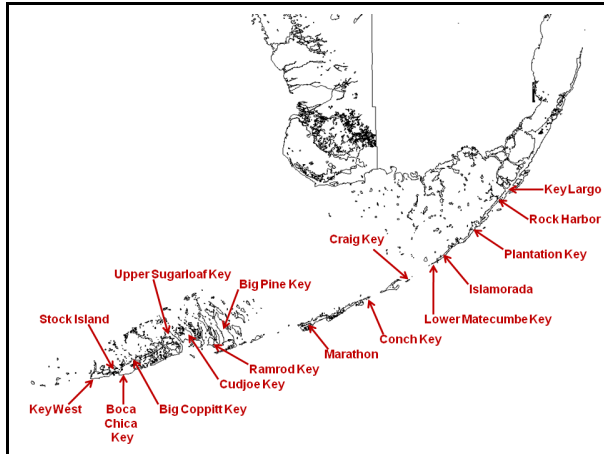 Key Largo
Rock Harbor
Craig Key
Plantation Key
Upper Sugarloaf Key
Big Pine Key
Islamorada
Stock Island
Lower Matecumbe Key
Conch Key
Marathon
Ramrod Key
Cudjoe Key
Key West
Boca
Chica
Key
Big Coppitt Key